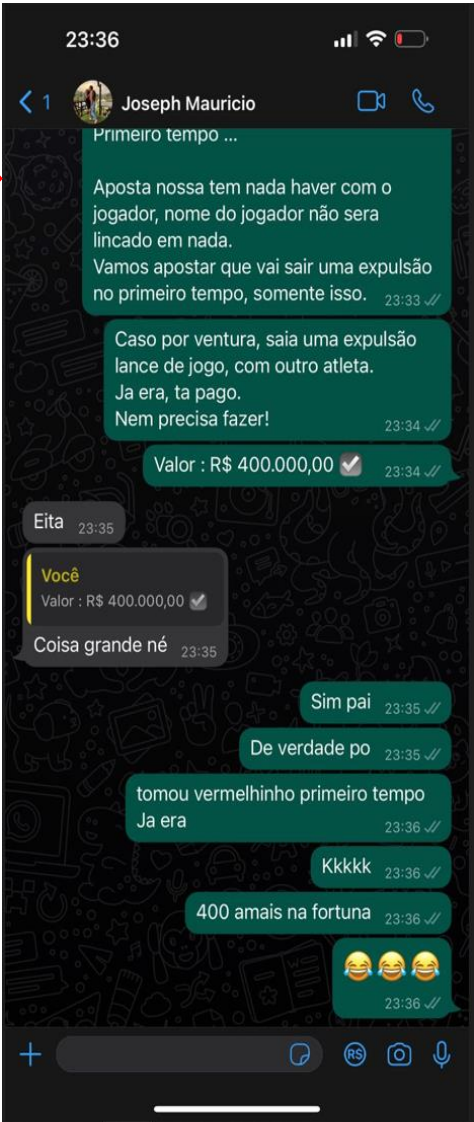 23:36
1
Joseph Mauricio
Primeiro tempo ...
Aposta nossa tem nada haver com o
jogador, nome do jogador não sera
lincado em nada.
Vamos apostar que vai sair uma expulsão
no primeiro tempo, somente isso. 23:33
Caso por ventura, saia uma expulsão
lance de jogo, com outro atleta.
Ja era, ta pago.
Nem precisa fazer! 23:34
Valor : R$ 400.000,00 23:34
Eita 23:35
Você
Valor : R$ 400.000,00
Coisa grande né 23:35
Sim pai 23:35
De verdade po 23:35
tomou vermelhinho primeiro tempo
Ja era 23:36
Kkkkk 23:36
400 amais na fortuna 23:36
😂😂😂
23:36
R$